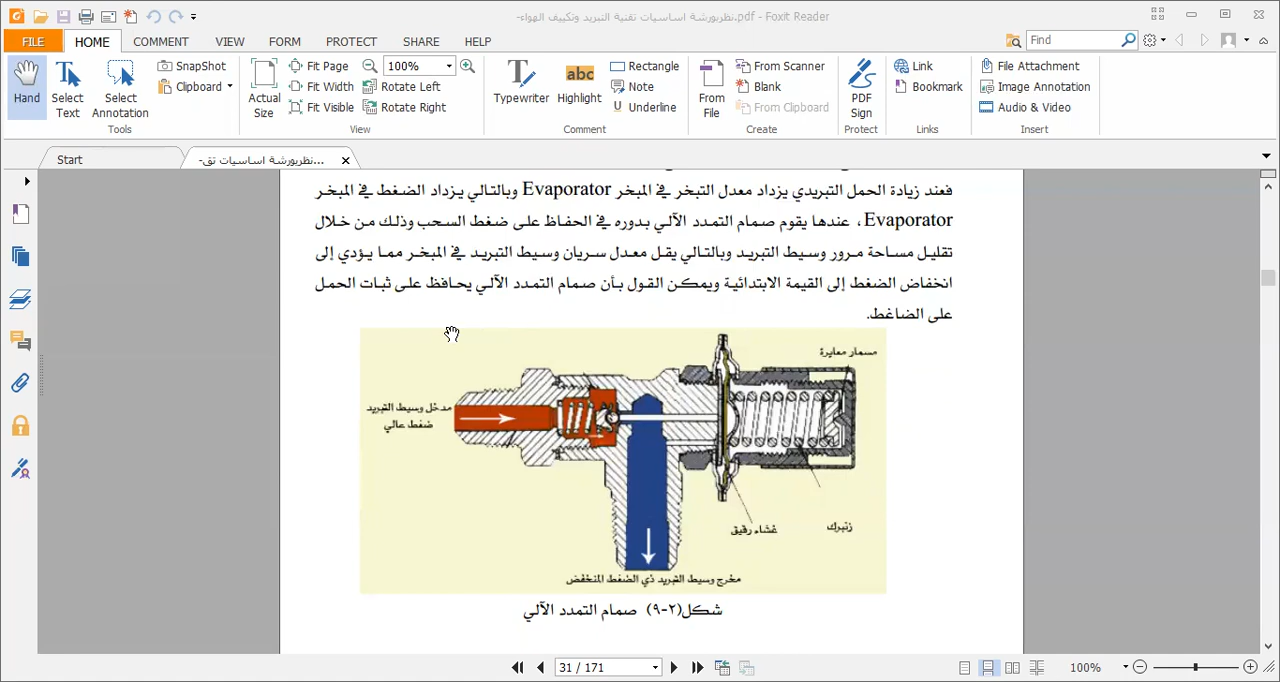 نظريورشة اساسيات تقنية التبريد وتكييف الهواء-.pdf - Foxit Reader
FILE HOME COMMENT VIEW FORM PROTECT SHARE HELP
Find
Hand
Select Text
Select Annotation
SnapShot
Clipboard
Tools
Actual Size
Fit Page
Fit Width
Fit Visible
100%
Rotate Left
Rotate Right
View
Typewriter
Highlight
Rectangle
Note
Underline
Comment
From File
From Scanner
Blank
From Clipboard
Create
PDF Sign
Protect
Link
Bookmark
Links
File Attachment
Image Annotation
Audio & Video
Insert
Start
نظريورشة اساسيات تق-...
فعند زيادة الحمل التبريدي يزداد معدل التبخر في المبخر Evaporator وبالتالي يزداد الضغط في المبخر
Evaporator، عندها يقوم صمام التمدد الآلي بدوره في الحفاظ على ضغط السحب وذلك من خلال
تقليل مساحة مرور وسيط التبريد وبالتالي يقل معدل سريان وسيط التبريد في المبخر مما يؤدي إلى
انخفاض الضغط إلى القيمة الابتدائية ويمكن القول بأن صمام التمدد الآلي يحافظ على ثبات الحمل
على الضاغط.
مسمار معايرة
مدخل وسيط التبريد
ضغط عالي
زنبرك
غشاء رقيق
مخرج وسيط التبريد ذي الضغط المنخفض
شكل(٢-٩) صمام التمدد الآلي
31 / 171
100%